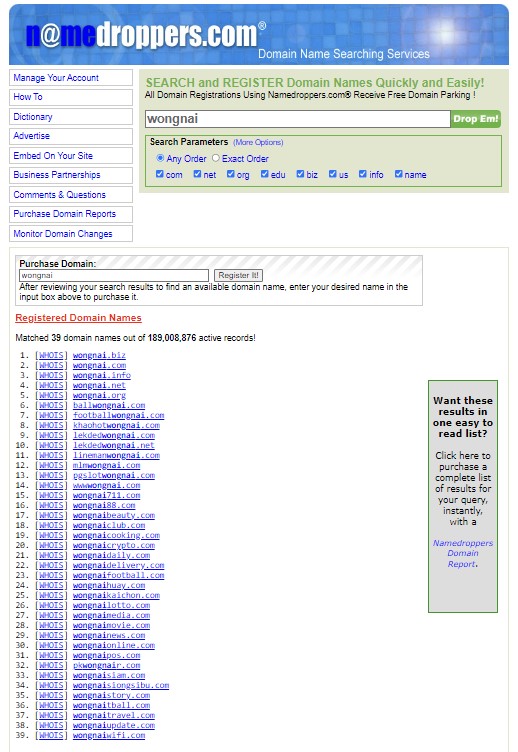 n@medroppers.com®
Domain Name Searching Services
Manage Your Account
How To
Dictionary
Advertise
Embed On Your Site
Business Partnerships
Comments & Questions
Purchase Domain Reports
Monitor Domain Changes
SEARCH and REGISTER Domain Names Quickly and Easily!
All Domain Registrations Using Namedroppers.com® Receive Free Domain Parking !
wongnai Drop Em!
Search Parameters (More Options)
Any Order Exact Order
com net org edu biz us info name
Purchase Domain:
wongnai Register It!
After reviewing your search results to find an available domain name, enter your desired name in the
input box above to purchase it.
Registered Domain Names
Matched 39 domain names out of 189,008,876 active records!
1. [WHOIS] wongnai.biz
2. [WHOIS] wongnai.com
3. [WHOIS] wongnai.info
4. [WHOIS] wongnai.net
5. [WHOIS] wongnai.org
6. [WHOIS] ballwongnai.com
7. [WHOIS] footballwongnai.com
8. [WHOIS] khaohotwongnai.com
9. [WHOIS] lekdedwongnai.com
10. [WHOIS] lekdedwongnai.net
11. [WHOIS] linemanwongnai.com
12. [WHOIS] mlmwongnai.com
13. [WHOIS] pgslotwongnai.com
14. [WHOIS] wwwwongnai.com
15. [WHOIS] wongnai711.com
16. [WHOIS] wongnai88.com
17. [WHOIS] wongnaibeauty.com
18. [WHOIS] wongnaiclub.com
19. [WHOIS] wongnaicooking.com
20. [WHOIS] wongnaicrypto.com
21. [WHOIS] wongnaidaily.com
22. [WHOIS] wongnaidelivery.com
23. [WHOIS] wongnaifootball.com
24. [WHOIS] wongnaihuay.com
25. [WHOIS] wongnaikaichon.com
26. [WHOIS] wongnailotto.com
27. [WHOIS] wongnaimedia.com
28. [WHOIS] wongnaimovie.com
29. [WHOIS] wongnainews.com
30. [WHOIS] wongnaionline.com
31. [WHOIS] wongnaipos.com
32. [WHOIS] pkwongnair.com
33. [WHOIS] wongnaisiam.com
34. [WHOIS] wongnaisiongsibu.com
35. [WHOIS] wongnaistory.com
36. [WHOIS] wongnaitball.com
37. [WHOIS] wongnaitravel.com
38. [WHOIS] wongnaiupdate.com
39. [WHOIS] wongnaiwifi.com
Want these
results in
one easy to
read list?
Click here to
purchase a
complete list
of results for
your query,
instantly,
with a
Namedroppers
Domain
Report.